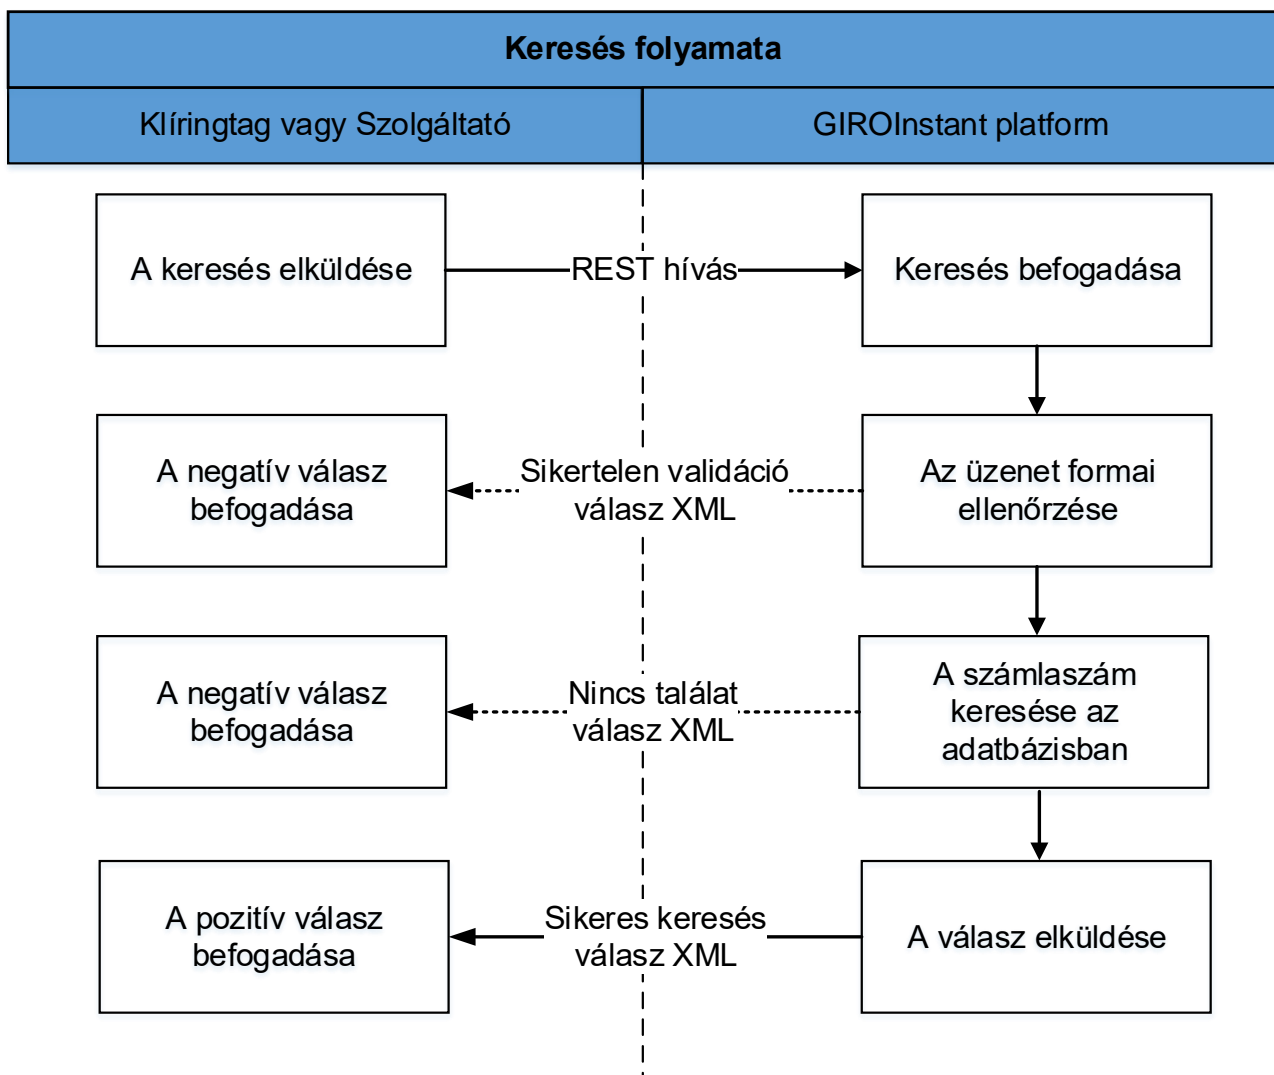 Keresés folyamata
Klíringtag vagy Szolgáltató
GIROInstant platform
A keresés elküldése
REST hívás
Keresés befogadása
A negatív válasz
befogadása
Sikertelen validáció
válasz XML
Az üzenet formai
ellenőrzése
A negatív válasz
befogadása
Nincs találat
válasz XML
A számlaszám
keresése az
adatbázisban
A pozitív válasz
befogadása
Sikeres keresés
válasz XML
A válasz elküldése